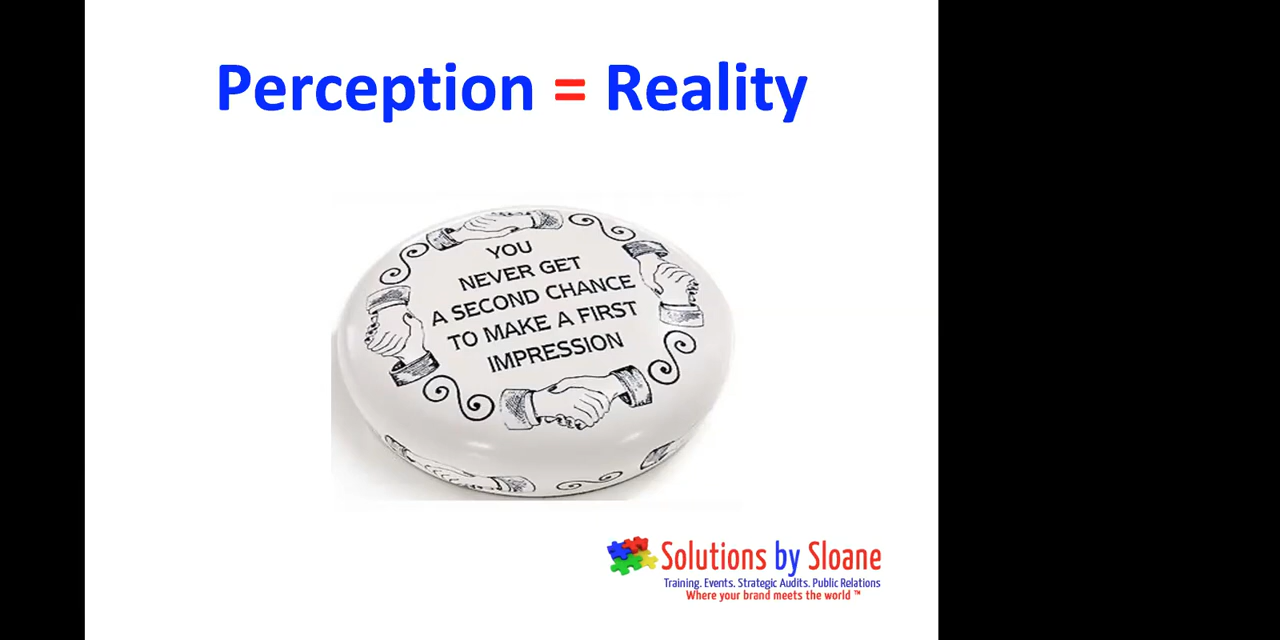 Perception = Reality
YOU
NEVER GET
A SECOND CHANCE
TO MAKE A FIRST
IMPRESSION
Solutions by Sloane
Training. Events. Strategic Audits. Public Relations
Where your brand meets the world ™